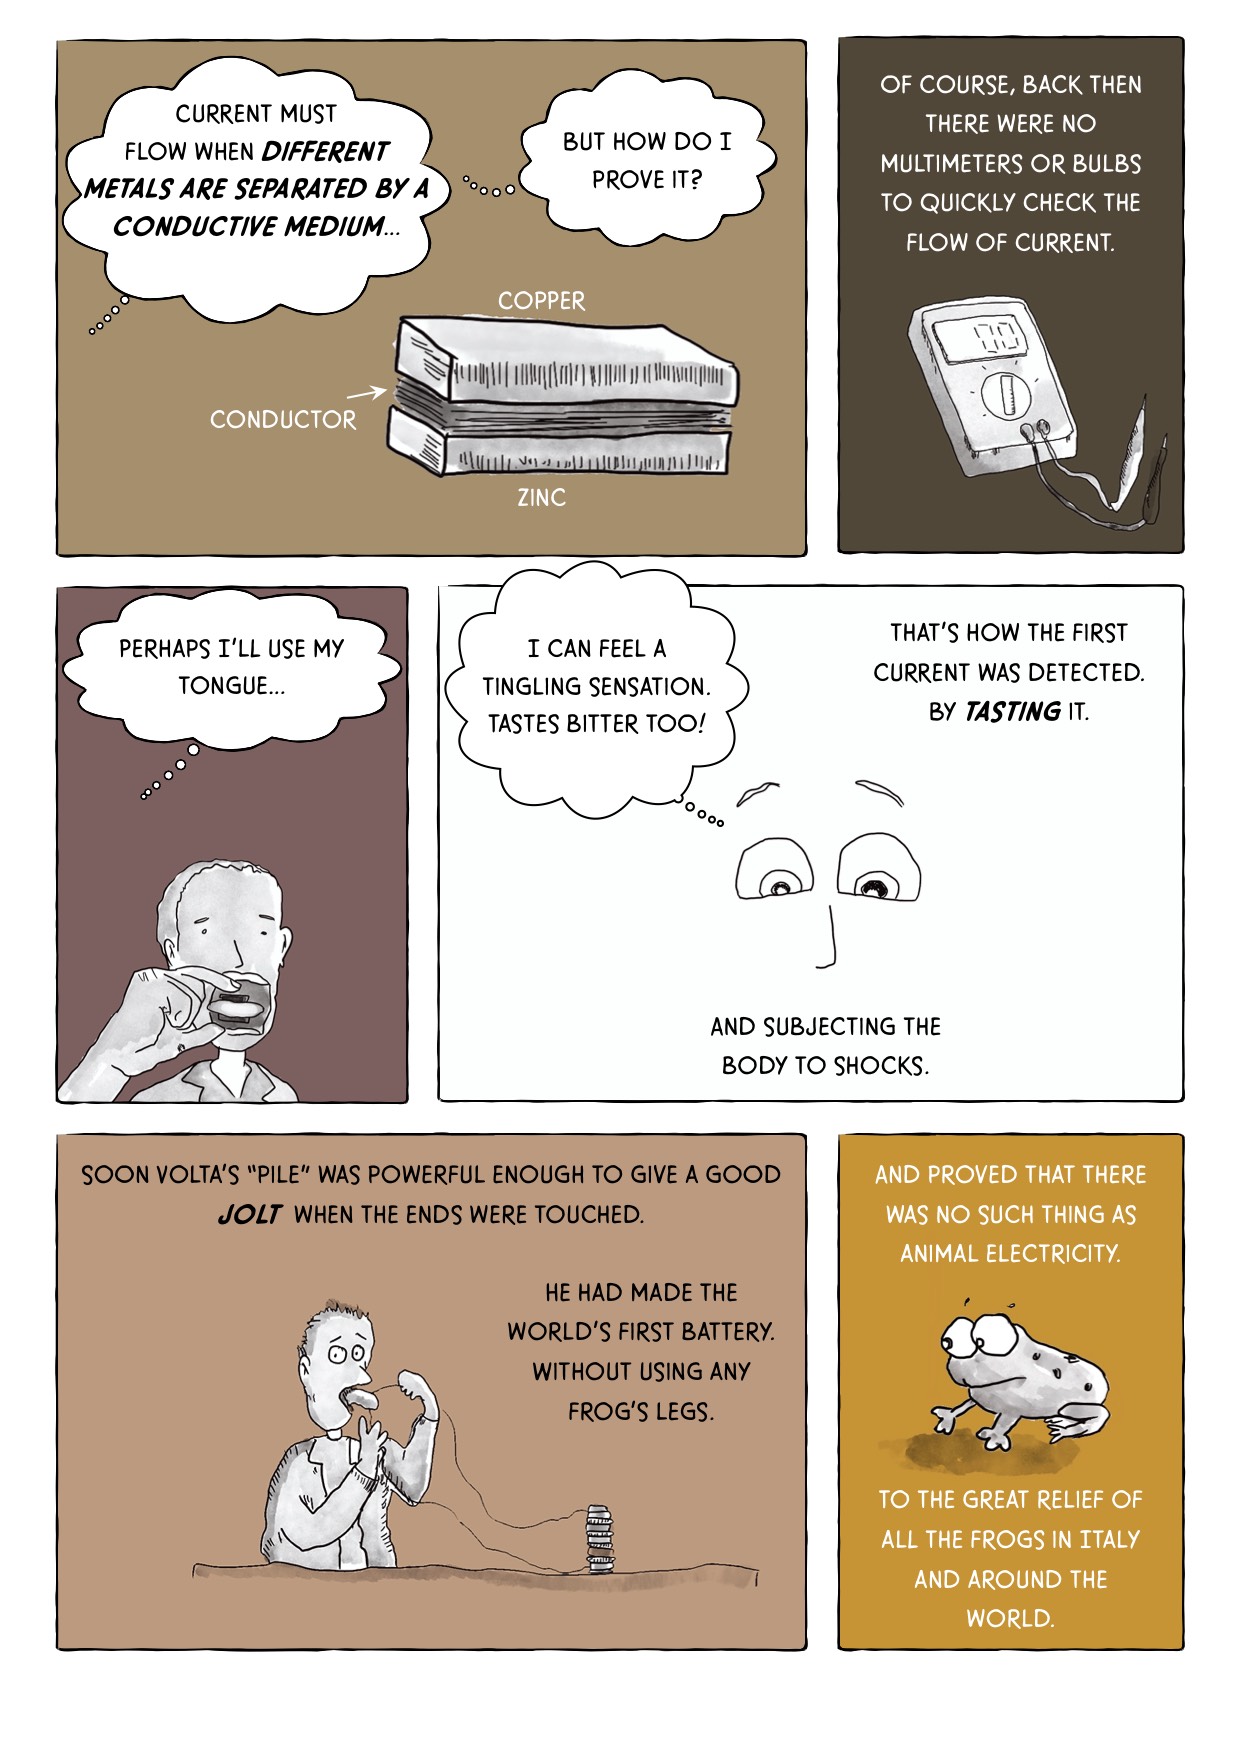 CURRENT MUST
FLOW WHEN DIFFERENT
METALS ARE SEPARATED BY A
CONDUCTIVE MEDIUM...
BUT HOW DO I
PROVE IT?
COPPER
CONDUCTOR
ZINC
OF COURSE, BACK THEN
THERE WERE NO
MULTIMETERS OR BULBS
TO QUICKLY CHECK THE
FLOW OF CURRENT.
PERHAPS I'LL USE MY
TONGUE...
I CAN FEEL A
TINGLING SENSATION.
TASTES BITTER TOO!
THAT'S HOW THE FIRST
CURRENT WAS DETECTED.
BY TASTING IT.
AND SUBJECTING THE
BODY TO SHOCKS.
SOON VOLTA'S "PILE" WAS POWERFUL ENOUGH TO GIVE A GOOD
JOLT WHEN THE ENDS WERE TOUCHED.
HE HAD MADE THE
WORLD'S FIRST BATTERY.
WITHOUT USING ANY
FROG'S LEGS.
AND PROVED THAT THERE
WAS NO SUCH THING AS
ANIMAL ELECTRICITY.
TO THE GREAT RELIEF OF
ALL THE FROGS IN ITALY
AND AROUND THE
WORLD.